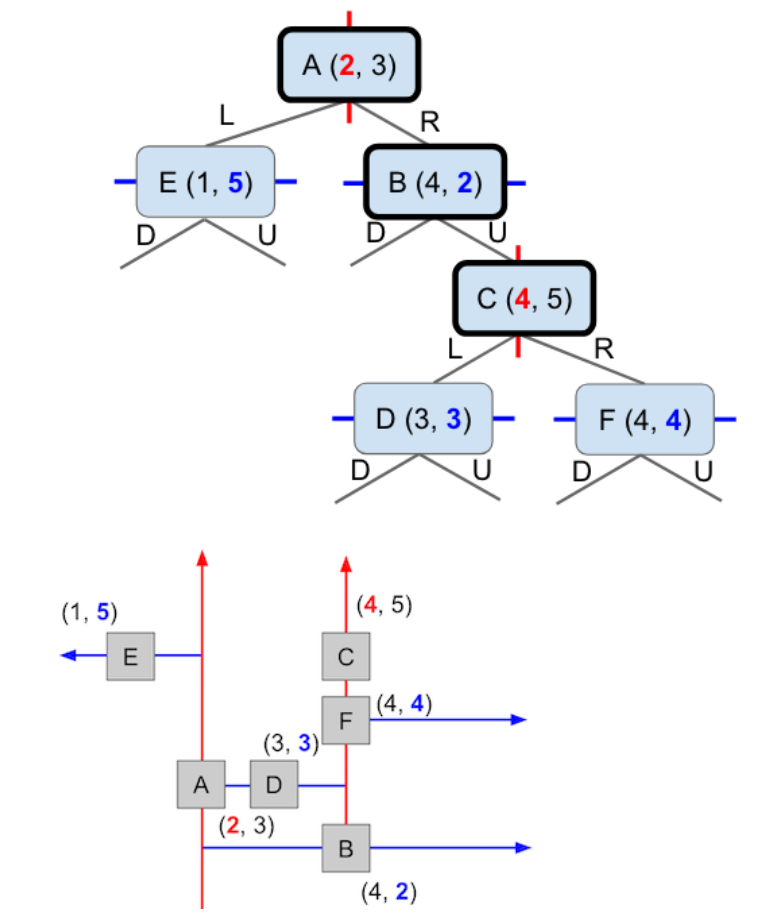 A (2, 3)
L
R
E (1, 5)
B (4, 2)
D
U
D
U
C (4, 5)
L
R
D (3, 3)
F (4, 4)
D
U
D
U
(4, 5)
(1, 5)
E
C
(4, 4)
F
(3, 3)
A
D
(2, 3)
B
(4, 2)